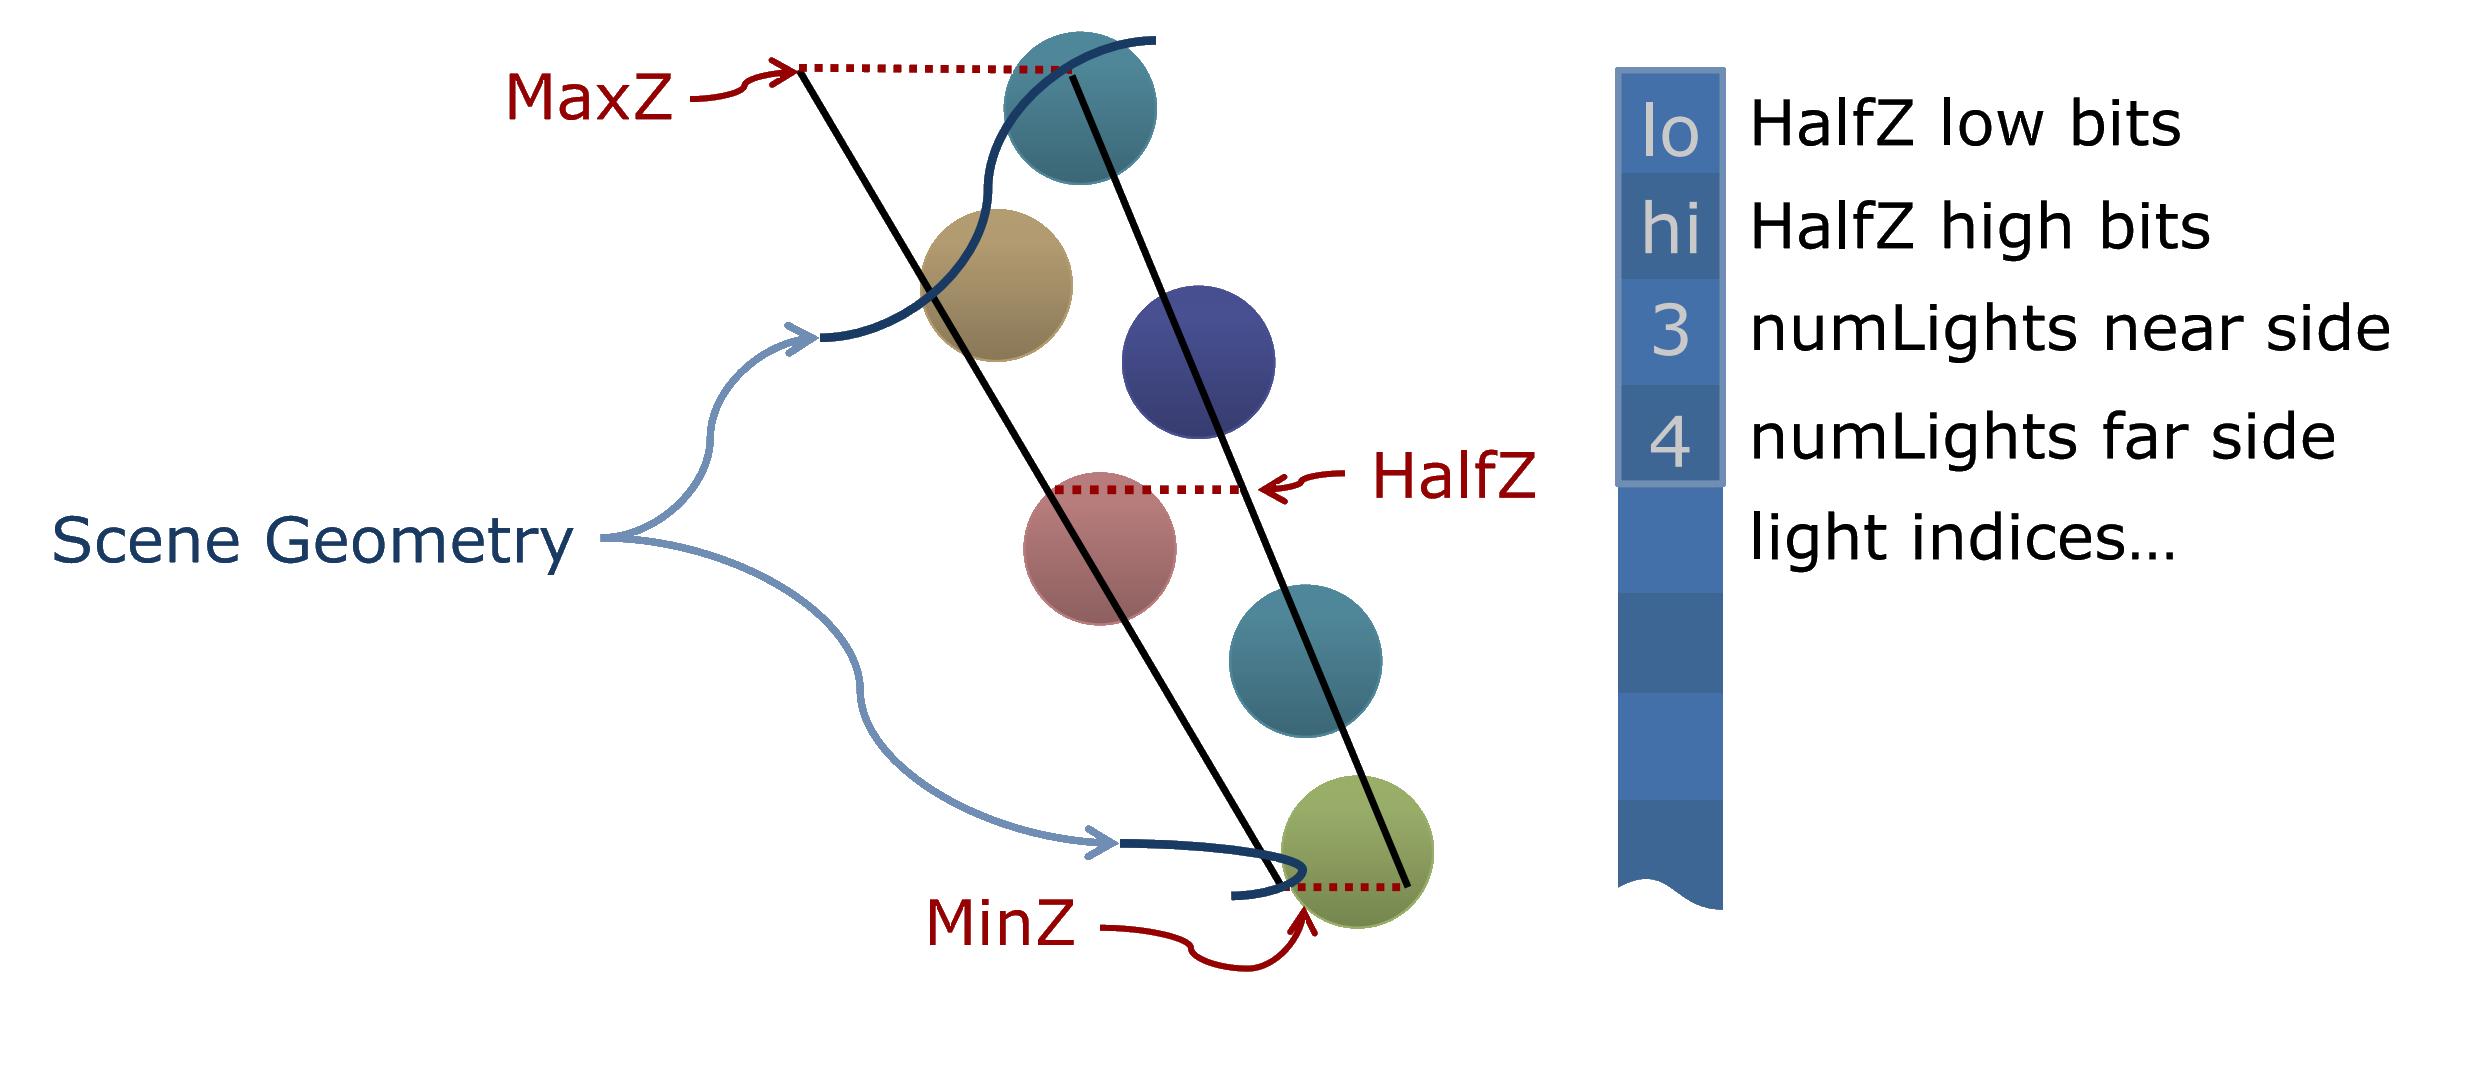 MaxZ
HalfZ
Scene Geometry
MinZ
lo HalfZ low bits
hi HalfZ high bits
3 numLights near side
4 numLights far side
light indices...